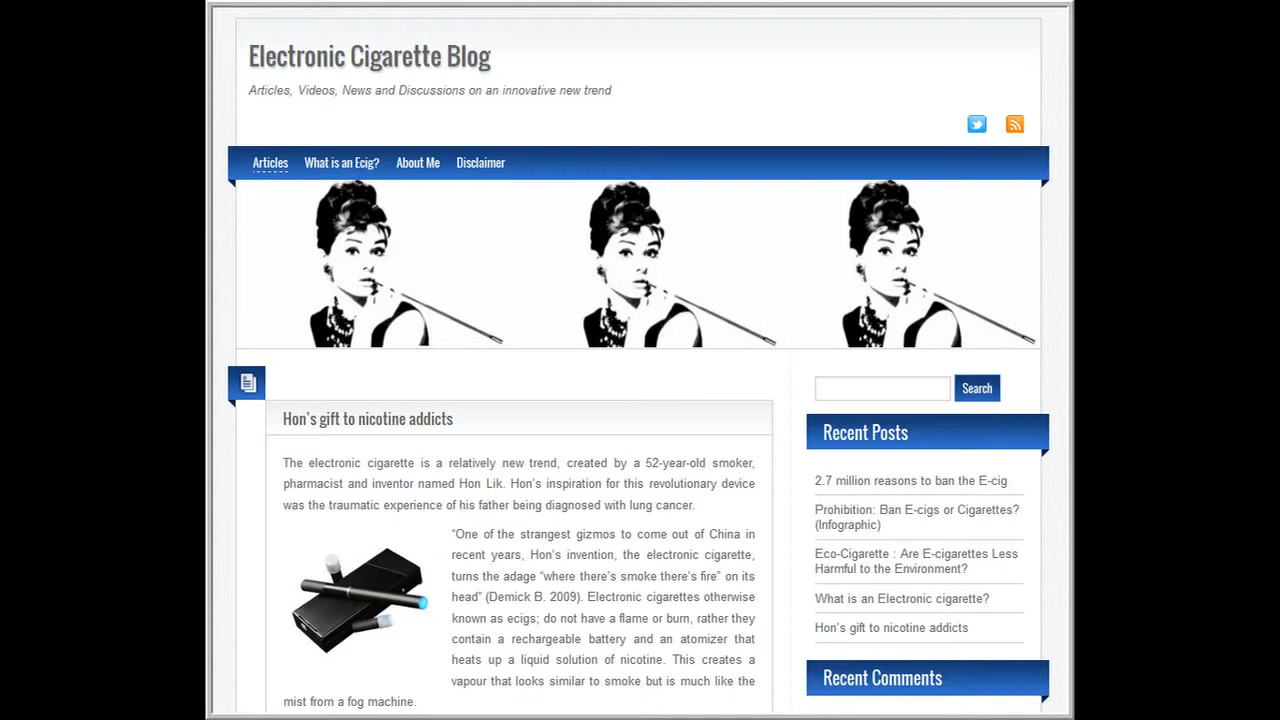 Electronic Cigarette Blog
Articles, Videos, News and Discussions on an innovative new trend
Articles What is an Ecig? About Me Disclaimer
Search
Hon's gift to nicotine addicts
The electronic cigarette is a relatively new trend, created by a 52-year-old smoker,
pharmacist and inventor named Hon Lik. Hon's inspiration for this revolutionary device
was the traumatic experience of his father being diagnosed with lung cancer.
“One of the strangest gizmos to come out of China in
recent years, Hon's invention, the electronic cigarette,
turns the adage “where there's smoke there's fire” on its
head” (Demick B. 2009). Electronic cigarettes otherwise
known as ecigs; do not have a flame or burn, rather they
contain a rechargeable battery and an atomizer that
heats up a liquid solution of nicotine. This creates a
vapour that looks similar to smoke but is much like the
mist from a fog machine.
Recent Posts
2.7 million reasons to ban the E-cig
Prohibition: Ban E-cigs or Cigarettes?
(Infographic)
Eco-Cigarette : Are E-cigarettes Less
Harmful to the Environment?
What is an Electronic cigarette?
Hon's gift to nicotine addicts
Recent Comments